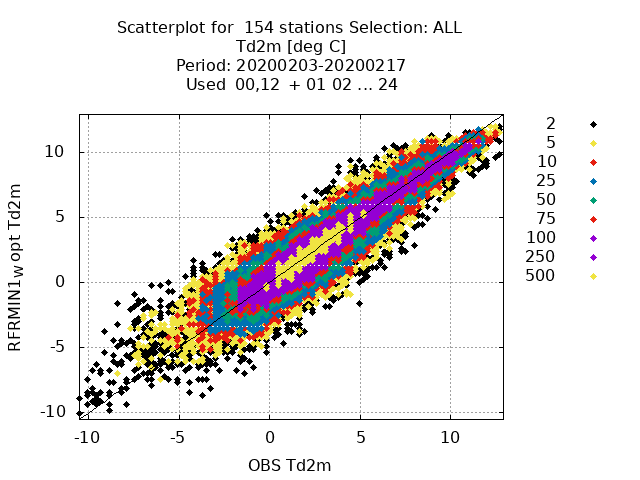 Scatterplot for 154 stations Selection: ALL
Td2m [deg C]
Period: 20200203-20200217
Used 00,12 + 01 02 ... 24
RFRMIN1W opt Td2m
10
5
0
-5
-10
-10 -5 0 5 10
OBS Td2m
2
5
10
25
50
75
100
250
500